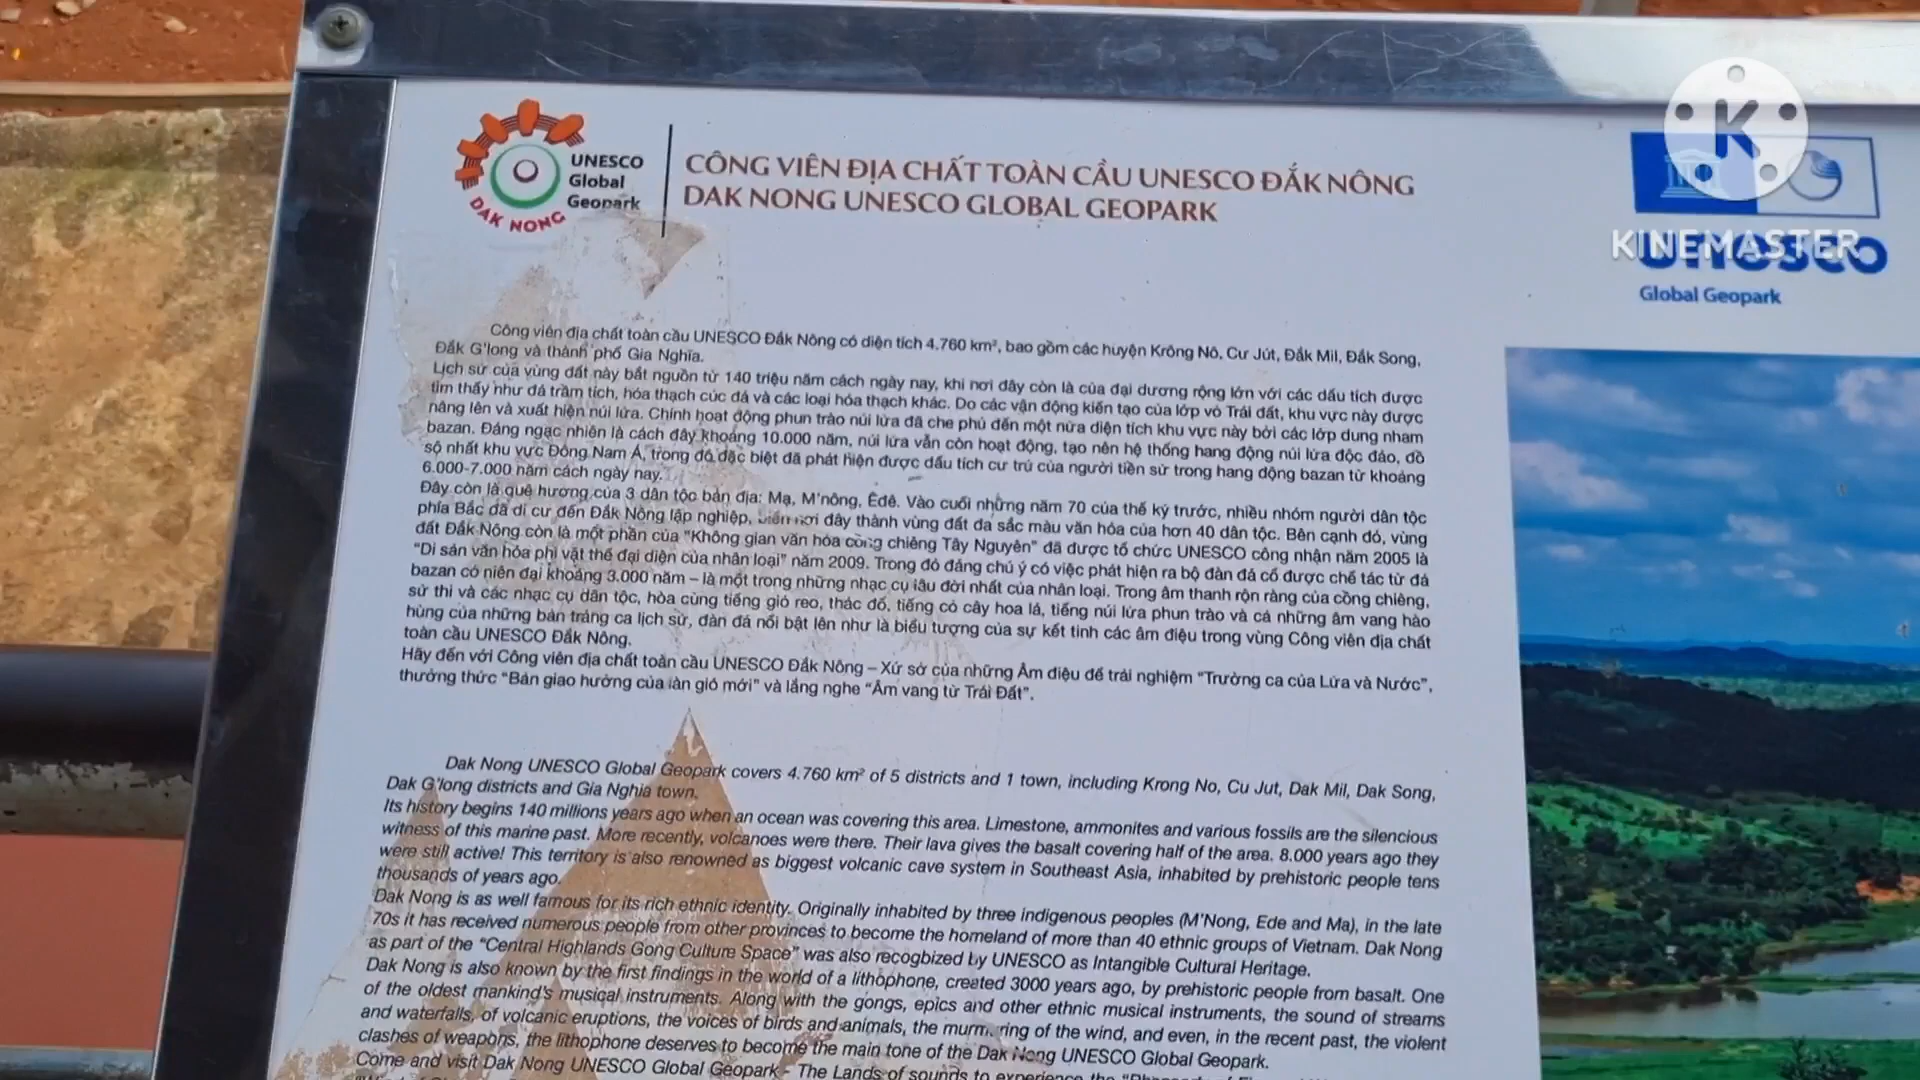 UNESCO
Global
Geopark
DAK NONG
CÔNG VIÊN ĐỊA CHẤT TOÀN CẦU UNESCO ĐẮK NÔNG
DAK NONG UNESCO GLOBAL GEOPARK
K
KINEMASTER
unesco
Global Geopark
Công viên địa chất toàn cầu UNESCO Đắk Nông có diện tích 4.760 km², bao gồm các huyện Krông Nô, Cư Jút, Đắk Mil, Đắk Song,
Đắk G'long và thành phố Gia Nghĩa.
Lịch sử của vùng đất này bắt nguồn từ 140 triệu năm cách ngày nay, khi nơi đây còn là của đại dương rộng lớn với các dấu tích được
tìm thấy như đá trầm tích, hóa thạch cúc đá và các loại hóa thạch khác. Do các vận động kiến tạo của lớp vỏ Trái đất, khu vực này được
nâng lên và xuất hiện núi lửa. Chính hoạt động phun trào núi lửa đã che phủ đến một nửa diện tích khu vực này bởi các lớp dung nham
bazan. Đáng ngạc nhiên là cách đây khoảng 10.000 năm, núi lửa vẫn còn hoạt động, tạo nên hệ thống hang động núi lửa độc đáo, đồ
sộ nhất khu vực Đông Nam Á, trong đó đặc biệt đã phát hiện được dấu tích cư trú của người tiền sử trong hang động bazan từ khoảng
6.000-7.000 năm cách ngày nay.
Đây còn là quê hương của 3 dân tộc bản địa: Mạ, M'nông, Êđê. Vào cuối những năm 70 của thế kỷ trước, nhiều nhóm người dân tộc
phía Bắc đã di cư đến Đắk Nông lập nghiệp, biến nơi đây thành vùng đất đa sắc màu văn hóa của hơn 40 dân tộc. Bên cạnh đó, vùng
đất Đắk Nông còn là một phần của "Không gian văn hóa cồng chiêng Tây Nguyên" đã được tổ chức UNESCO công nhận năm 2005 là
"Di sản văn hóa phi vật thể đại diện của nhân loại" năm 2009. Trong đó đáng chú ý có việc phát hiện ra bộ đàn đá cổ được chế tác từ đá
bazan có niên đại khoảng 3.000 năm – là một trong những nhạc cụ lâu đời nhất của nhân loại. Trong âm thanh rộn ràng của cồng chiêng,
sử thi và các nhạc cụ dân tộc, hòa cùng tiếng gió reo, thác đổ, tiếng cỏ cây hoa lá, tiếng núi lửa phun trào và cả những âm vang hào
hùng của những bản tráng ca lịch sử, đàn đá nổi bật lên như là biểu tượng của sự kết tinh các âm điệu trong vùng Công viên địa chất
toàn cầu UNESCO Đắk Nông.
Hãy đến với Công viên địa chất toàn cầu UNESCO Đắk Nông – Xứ sở của những Âm điệu để trải nghiệm "Trường ca của Lửa và Nước",
thưởng thức "Bản giao hưởng của làn gió mới" và lắng nghe "Âm vang từ Trái Đất".
Dak Nong UNESCO Global Geopark covers 4.760 km² of 5 districts and 1 town, including Krong No, Cu Jut, Dak Mil, Dak Song,
Dak G'long districts and Gia Nghia town.
Its history begins 140 millions years ago when an ocean was covering this area. Limestone, ammonites and various fossils are the silencious
witness of this marine past. More recently, volcanoes were there. Their lava gives the basalt covering half of the area. 8.000 years ago they
were still active! This territory is also renowned as biggest volcanic cave system in Southeast Asia, inhabited by prehistoric people tens
thousands of years ago.
Dak Nong is as well famous for its rich ethnic identity. Originally inhabited by three indigenous peoples (M'Nong, Ede and Ma), in the late
70s it has received numerous people from other provinces to become the homeland of more than 40 ethnic groups of Vietnam. Dak Nong
as part of the "Central Highlands Gong Culture Space" was also recogbized by UNESCO as Intangible Cultural Heritage.
Dak Nong is also known by the first findings in the world of a lithophone, created 3000 years ago, by prehistoric people from basalt. One
of the oldest mankind's musical instruments. Along with the gongs, epics and other ethnic musical instruments, the sound of streams
and waterfalls, of volcanic eruptions, the voices of birds and animals, the murmuring of the wind, and even, in the recent past, the violent
clashes of weapons, the lithophone deserves to become the main tone of the Dak Nong UNESCO Global Geopark.
Come and visit Dak Nong UNESCO Global Geopark - The Lands of sounds to experience the